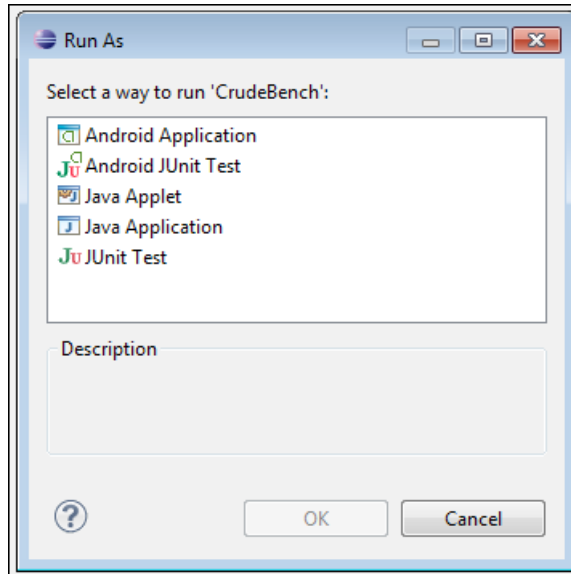 Run As
Select a way to run 'CrudeBench':
Android Application
Android JUnit Test
Java Applet
Java Application
JUnit Test
Description
OK
Cancel